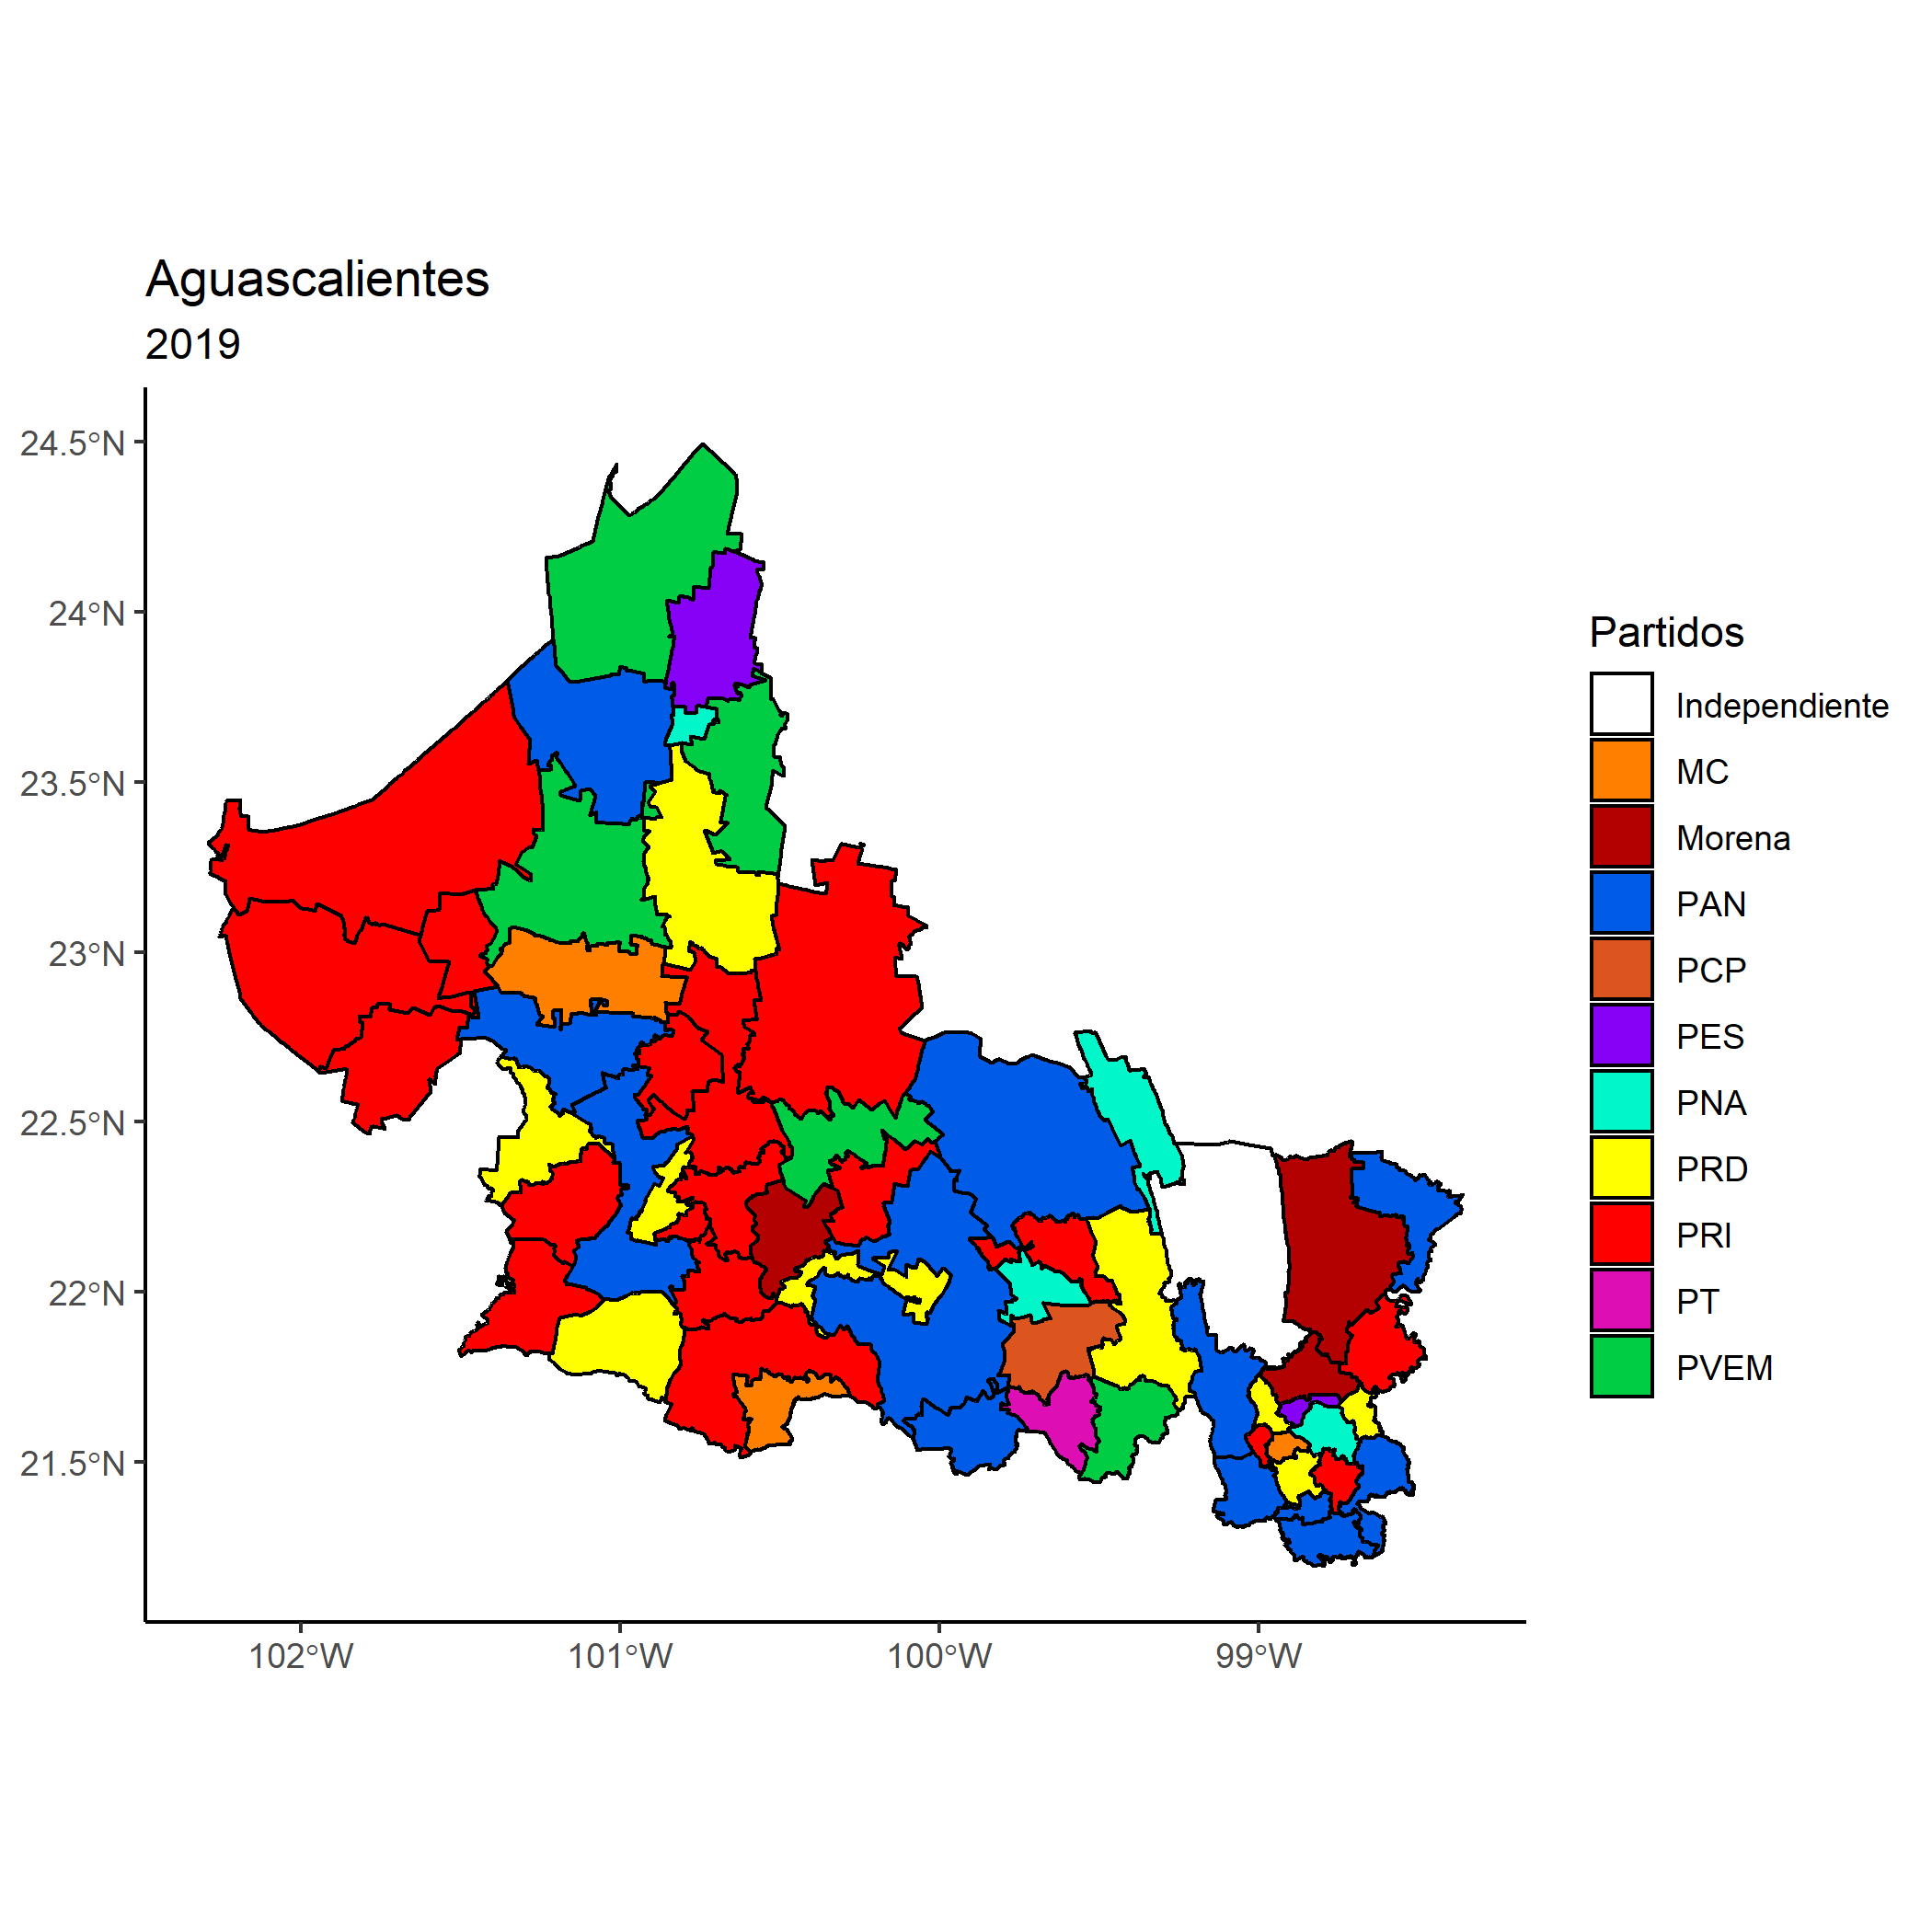 Aguascalientes
2019
24.5°N
24°N
23.5°N
23°N
22.5°N
22°N
21.5°N
102°W
101°W
100°W
99°W
Partidos
Independiente
MC
Morena
PAN
PCP
PES
PNA
PRD
PRI
PT
PVEM